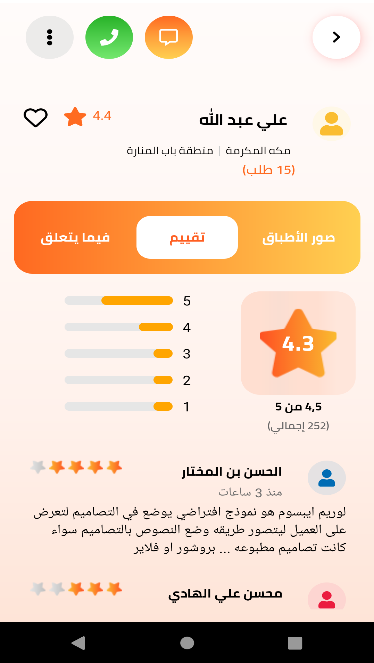 4.4
علي عبد الله
مكه المكرمة | منطقة باب المنارة
(15 طلب)
صور الأطباق
تقييم
فيما يتعلق
4.3
4,5 من 5
(252 إجمالي)
5
4
3
2
1
الحسن بن المختار
منذ 3 ساعات
لوريم ايبسوم هو نموذج افتراضي يوضع في التصاميم لتعرض
على العميل ليتصور طريقه وضع النصوص بالتصاميم سواء
كانت تصاميم مطبوعه ... بروشور او فلاير
محسن علي الهادي